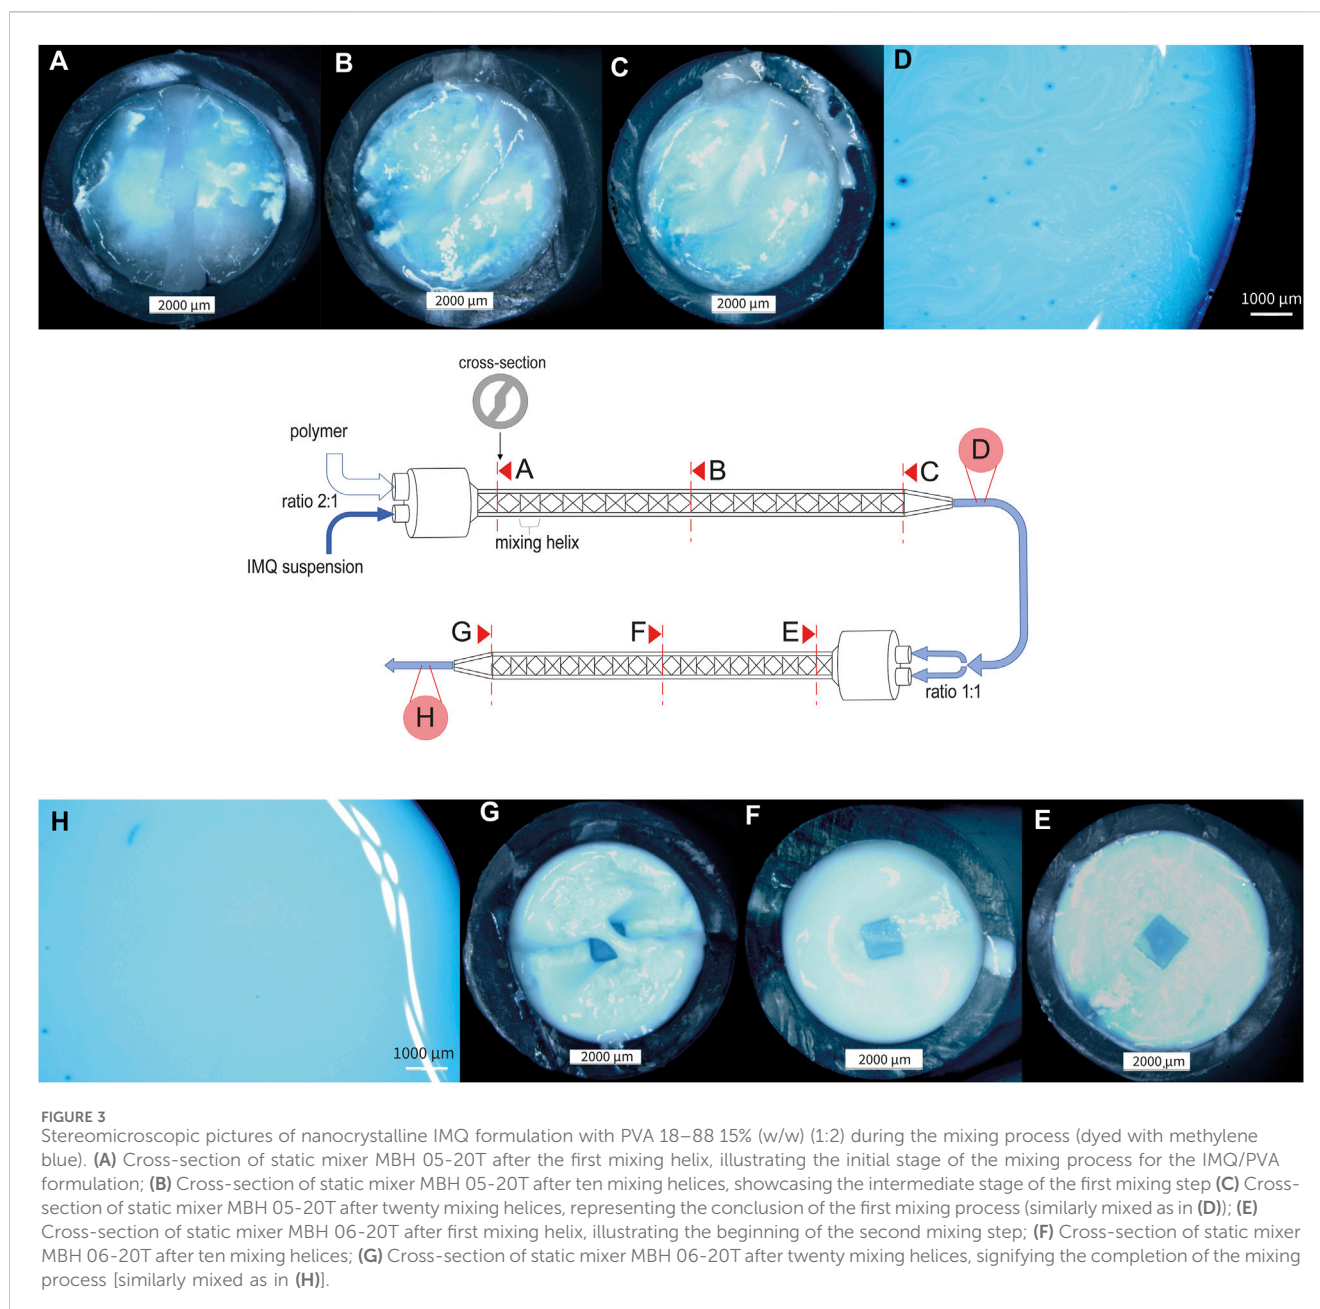 A
B
C
D
2000 µm
2000 µm
2000 µm
1000 µm
cross-section
polymer
ratio 2:1
IMQ suspension
A
B
C
D
mixing helix
G
F
E
H
ratio 1:1
H
G
F
E
1000 µm
2000 µm
2000 µm
2000 µm
FIGURE 3
Stereomicroscopic pictures of nanocrystalline IMQ formulation with PVA 18–88 15% (w/w) (1:2) during the mixing process (dyed with methylene
blue). (A) Cross-section of static mixer MBH 05-20T after the first mixing helix, illustrating the initial stage of the mixing process for the IMQ/PVA
formulation; (B) Cross-section of static mixer MBH 05-20T after ten mixing helices, showcasing the intermediate stage of the first mixing step (C) Cross-
section of static mixer MBH 05-20T after twenty mixing helices, representing the conclusion of the first mixing process (similarly mixed as in (D)); (E)
Cross-section of static mixer MBH 06-20T after first mixing helix, illustrating the beginning of the second mixing step; (F) Cross-section of static mixer
MBH 06-20T after ten mixing helices; (G) Cross-section of static mixer MBH 06-20T after twenty mixing helices, signifying the completion of the mixing
process [similarly mixed as in (H)].